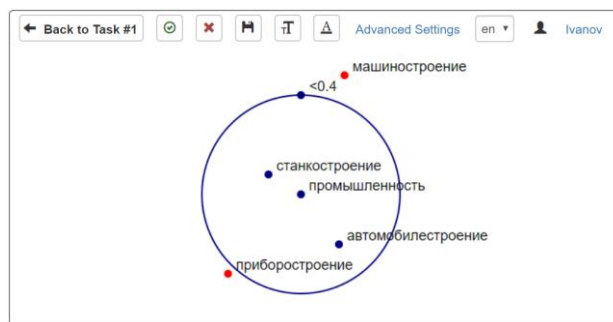 Back to Task #1 Advanced Settings en Ivanov
машиностроение
<0.4
станкостроение
промышленность
автомобилестроение
приборостроение